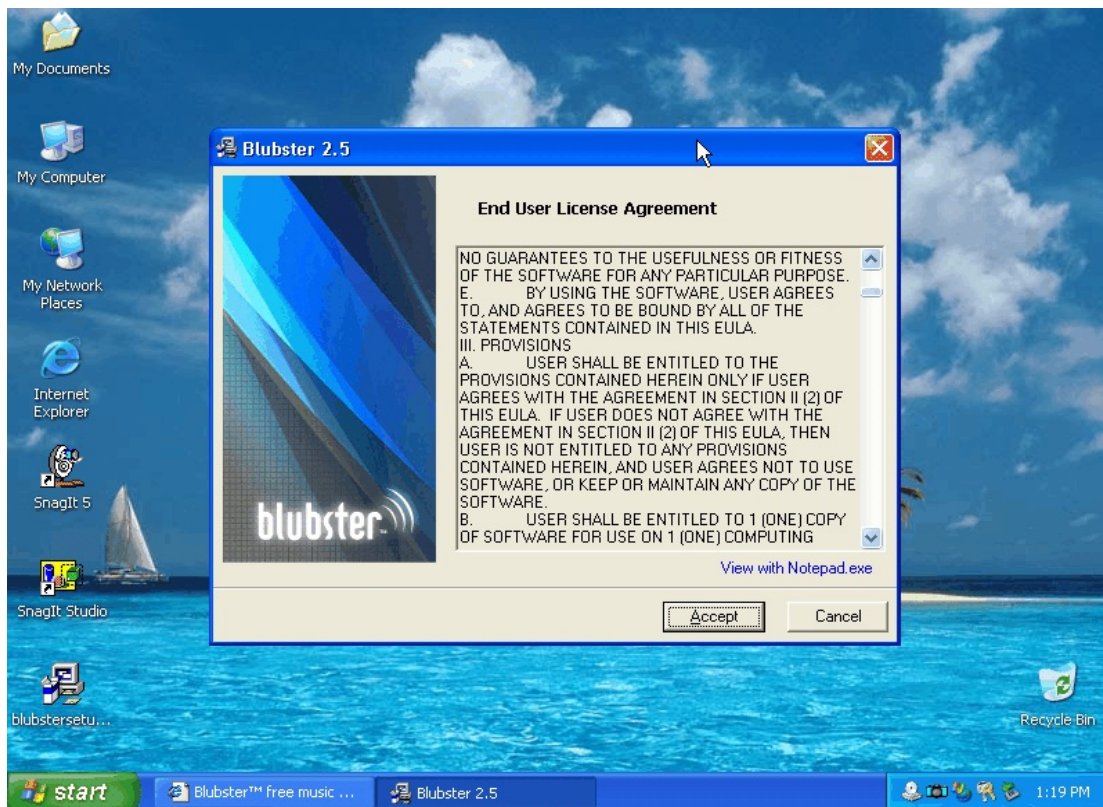 My Documents
My Computer
My Network
Places
Internet
Explorer
SnagIt 5
SnagIt Studio
blubstersetu...
Blubster 2.5
End User License Agreement
NO GUARANTEES TO THE USEFULNESS OR FITNESS
OF THE SOFTWARE FOR ANY PARTICULAR PURPOSE.
E. BY USING THE SOFTWARE, USER AGREES
TO, AND AGREES TO BE BOUND BY ALL OF THE
STATEMENTS CONTAINED IN THIS EULA.
III. PROVISIONS
A. USER SHALL BE ENTITLED TO THE
PROVISIONS CONTAINED HEREIN ONLY IF USER
AGREES WITH THE AGREEMENT IN SECTION II (2) OF
THIS EULA. IF USER DOES NOT AGREE WITH THE
AGREEMENT IN SECTION II (2) OF THIS EULA, THEN
USER IS NOT ENTITLED TO ANY PROVISIONS
CONTAINED HEREIN, AND USER AGREES NOT TO USE
SOFTWARE, OR KEEP OR MAINTAIN ANY COPY OF THE
SOFTWARE.
B. USER SHALL BE ENTITLED TO 1 (ONE) COPY
OF SOFTWARE FOR USE ON 1 (ONE) COMPUTING
blubster
View with Notepad.exe
Accept Cancel
Recycle Bin
start Blubster™ free music ... Blubster 2.5 1:19 PM